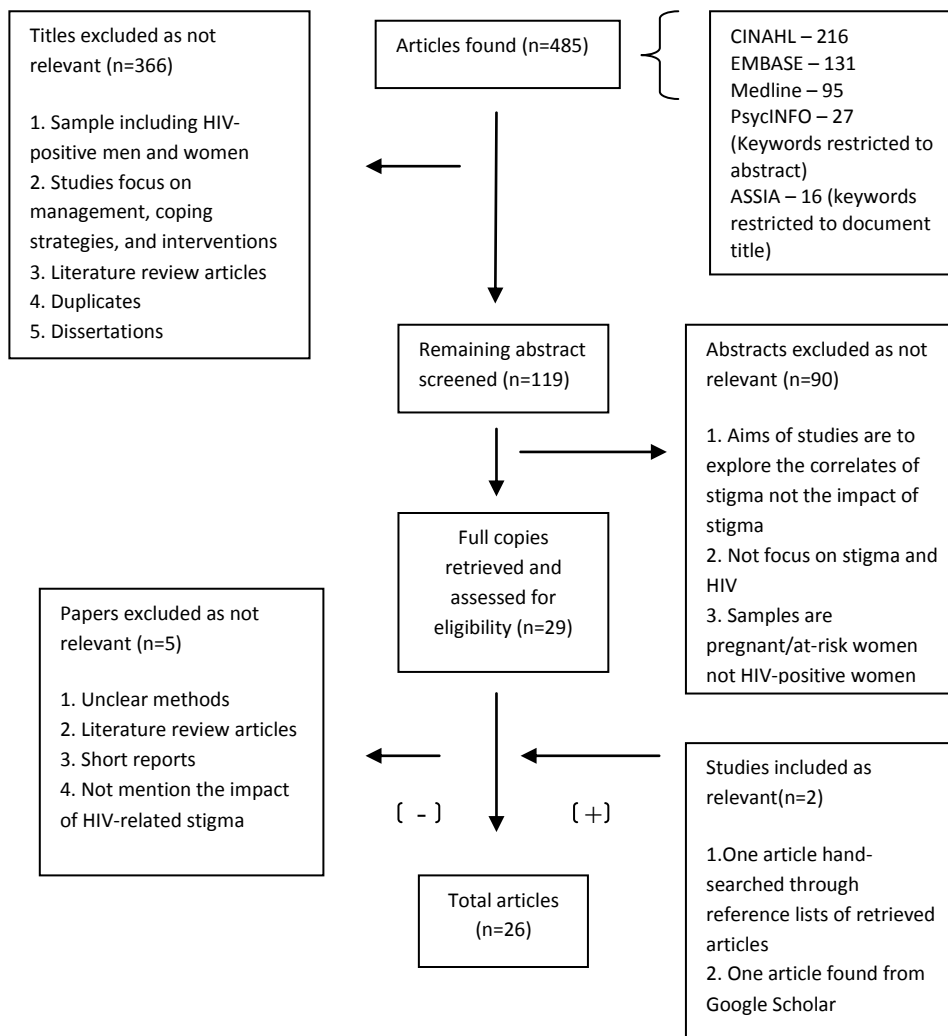 Titles excluded as not
relevant (n=366)
1. Sample including HIV-
positive men and women
2. Studies focus on
management, coping
strategies, and interventions
3. Literature review articles
4. Duplicates
5. Dissertations
Articles found (n=485)
CINAHL – 216
EMBASE – 131
Medline – 95
PsycINFO – 27
(Keywords restricted to
abstract)
ASSIA – 16 (keywords
restricted to document
title)
Remaining abstract
screened (n=119)
Abstracts excluded as not
relevant (n=90)
1. Aims of studies are to
explore the correlates of
stigma not the impact of
stigma
2. Not focus on stigma and
HIV
3. Samples are
pregnant/at-risk women
not HIV-positive women
Full copies
retrieved and
assessed for
eligibility (n=29)
Papers excluded as not
relevant (n=5)
1. Unclear methods
2. Literature review articles
3. Short reports
4. Not mention the impact
of HIV-related stigma
( - )
( + )
Studies included as
relevant(n=2)
1.One article hand-
searched through
reference lists of retrieved
articles
2. One article found from
Google Scholar
Total articles
(n=26)